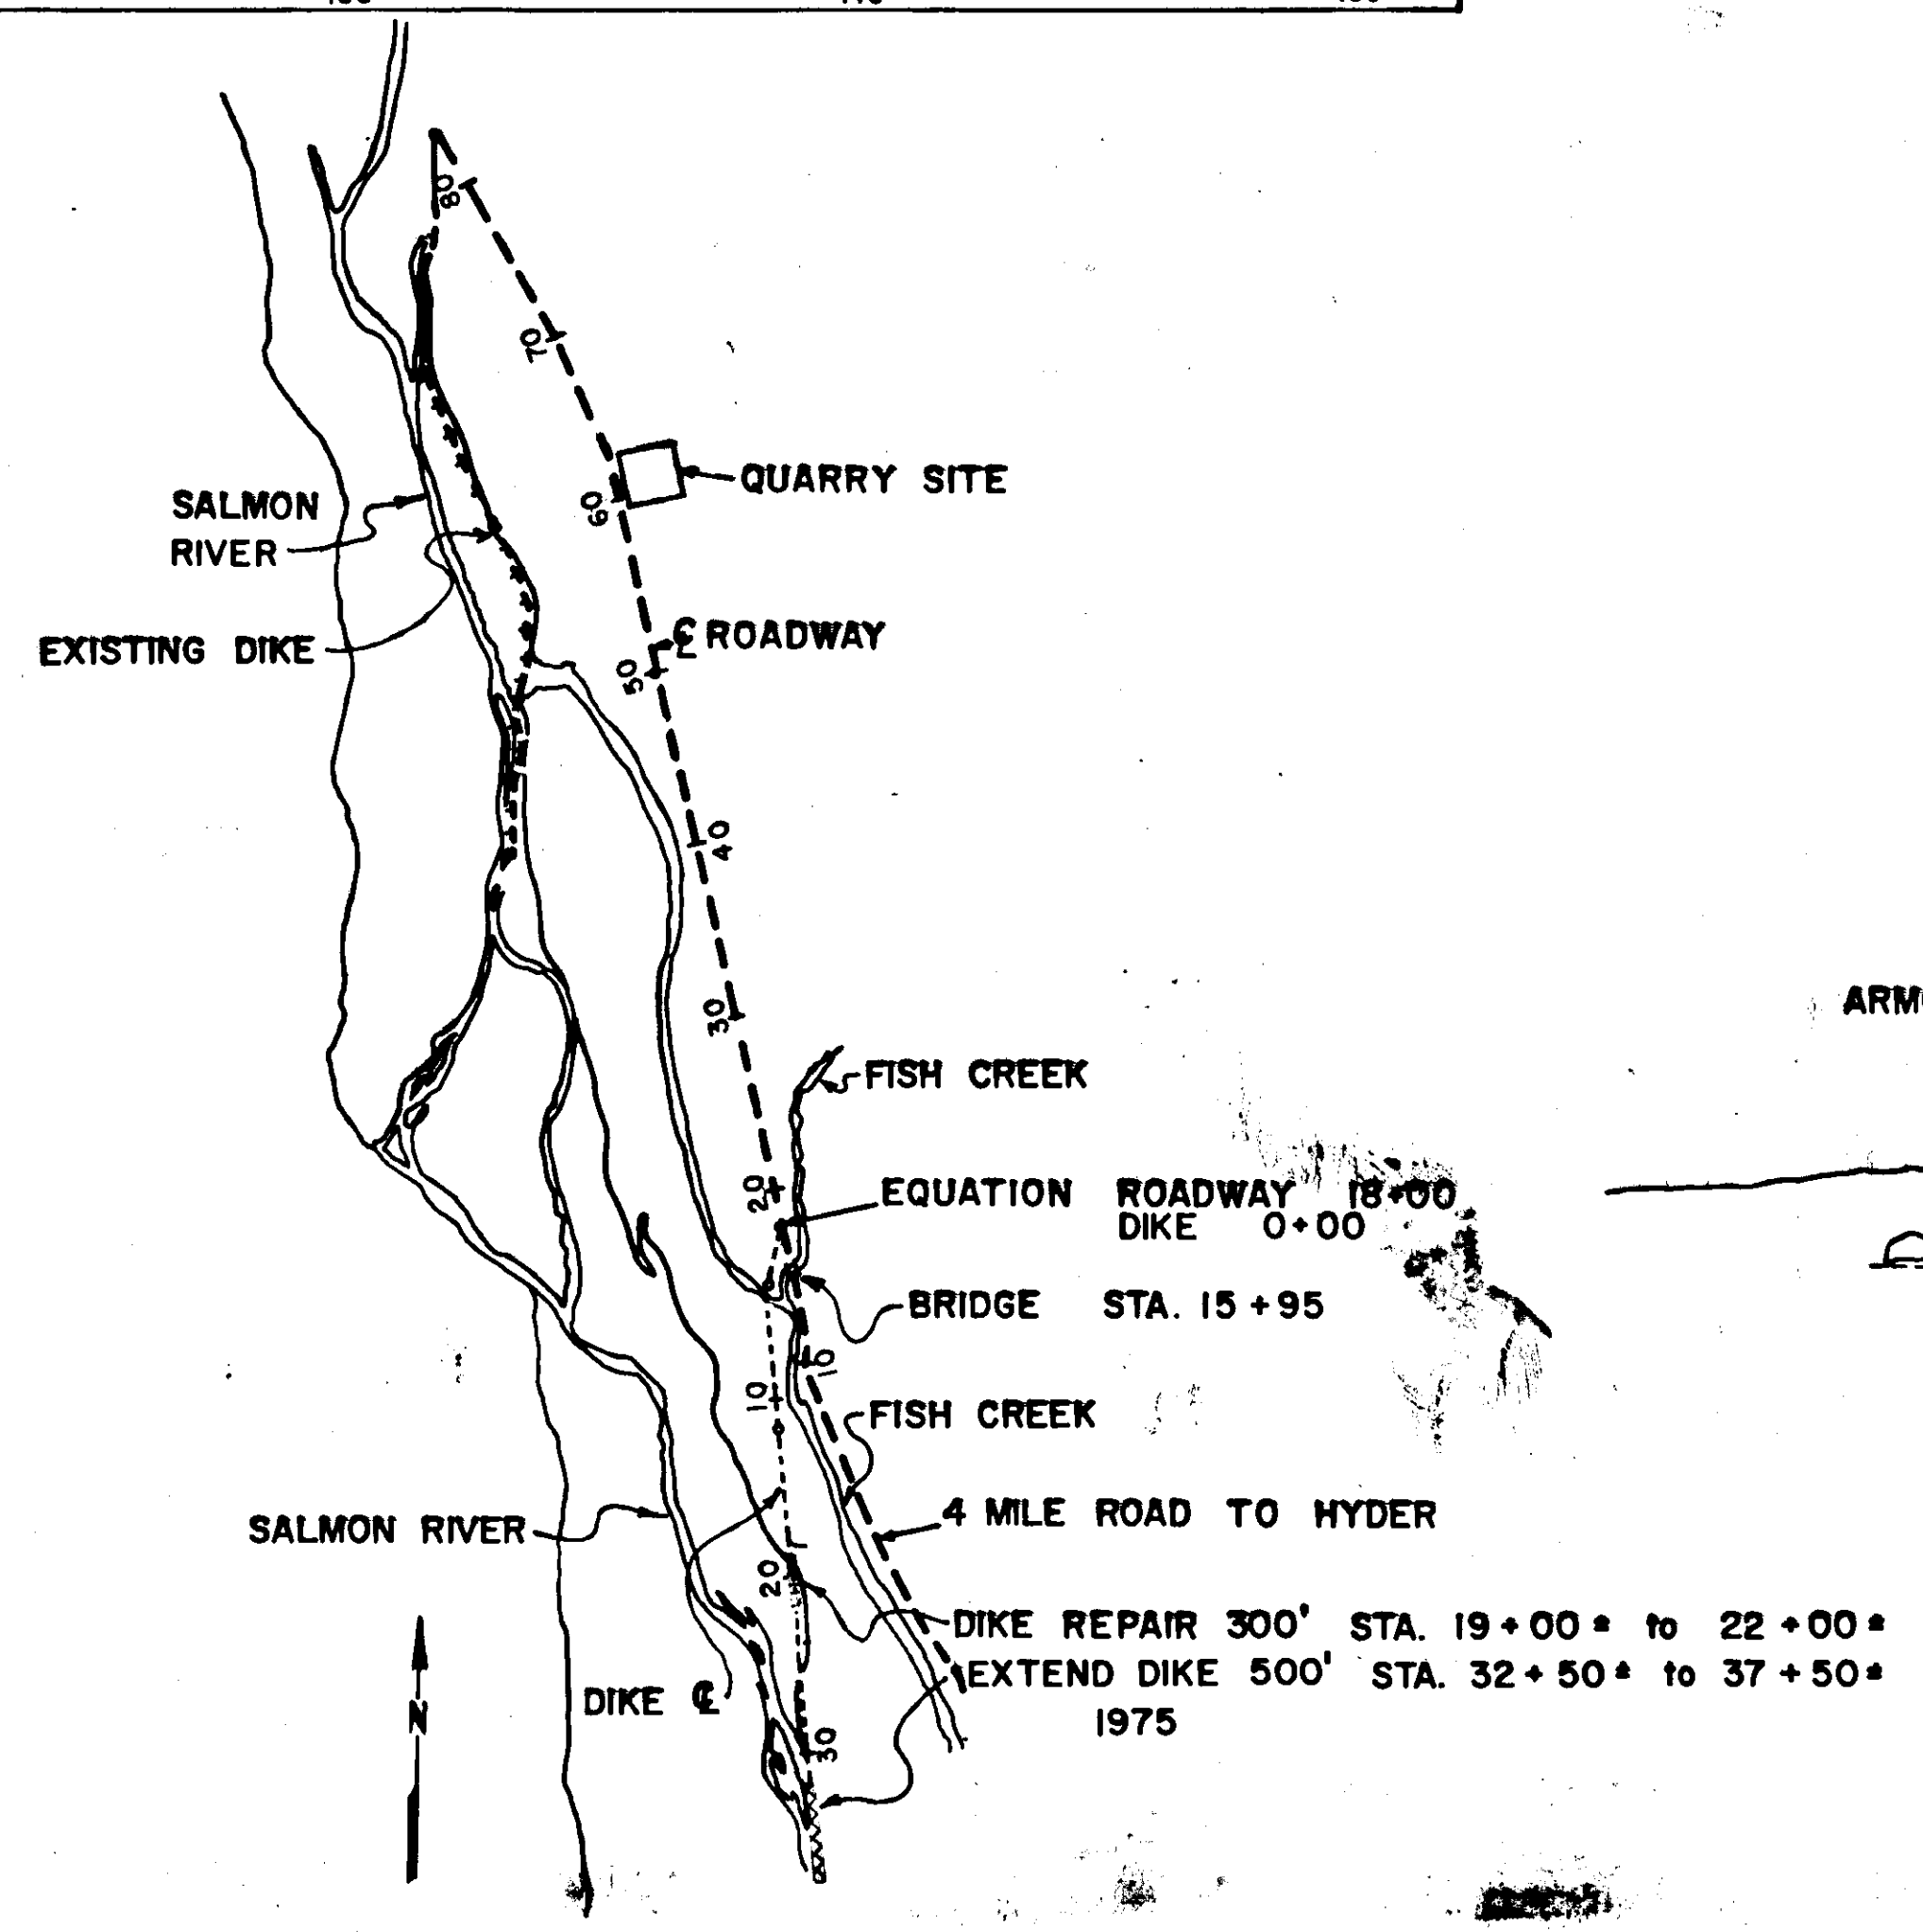 80
70
QUARRY SITE
60
SALMON
RIVER
EXISTING DIKE
℄ ROADWAY
50
40
ARM
30
FISH CREEK
20
EQUATION ROADWAY 18+00
DIKE 0+00
BRIDGE STA. 15+95
10
10
FISH CREEK
SALMON RIVER
4 MILE ROAD TO HYDER
20
DIKE REPAIR 300' STA. 19+00± to 22+00±
EXTEND DIKE 500' STA. 32+50± to 37+50±
1975
DIKE ℄
N
30